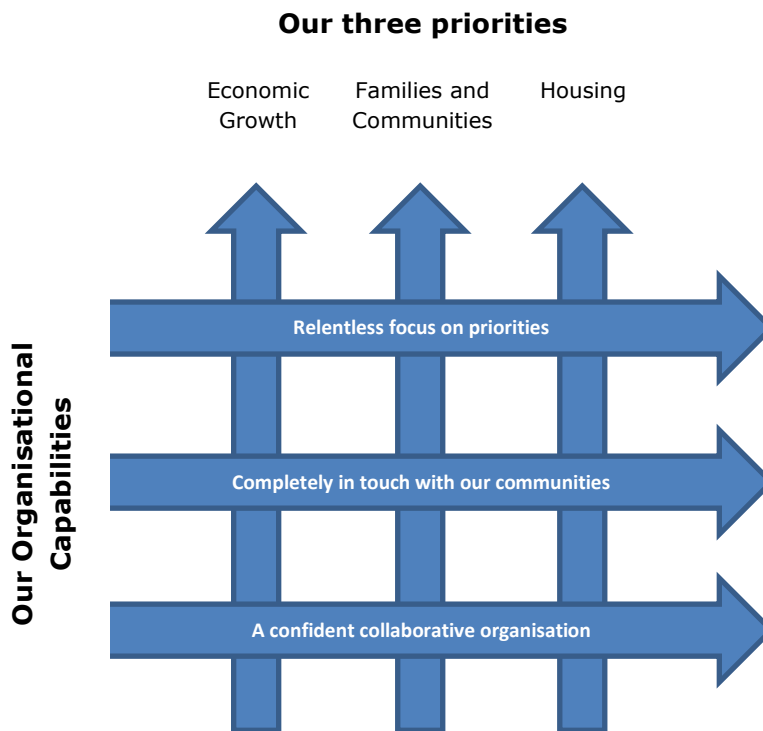 Our three priorities
Economic
Growth
Families and
Communities
Housing
Relentless focus on priorities
Completely in touch with our communities
A confident collaborative organisation
Our Organisational
Capabilities